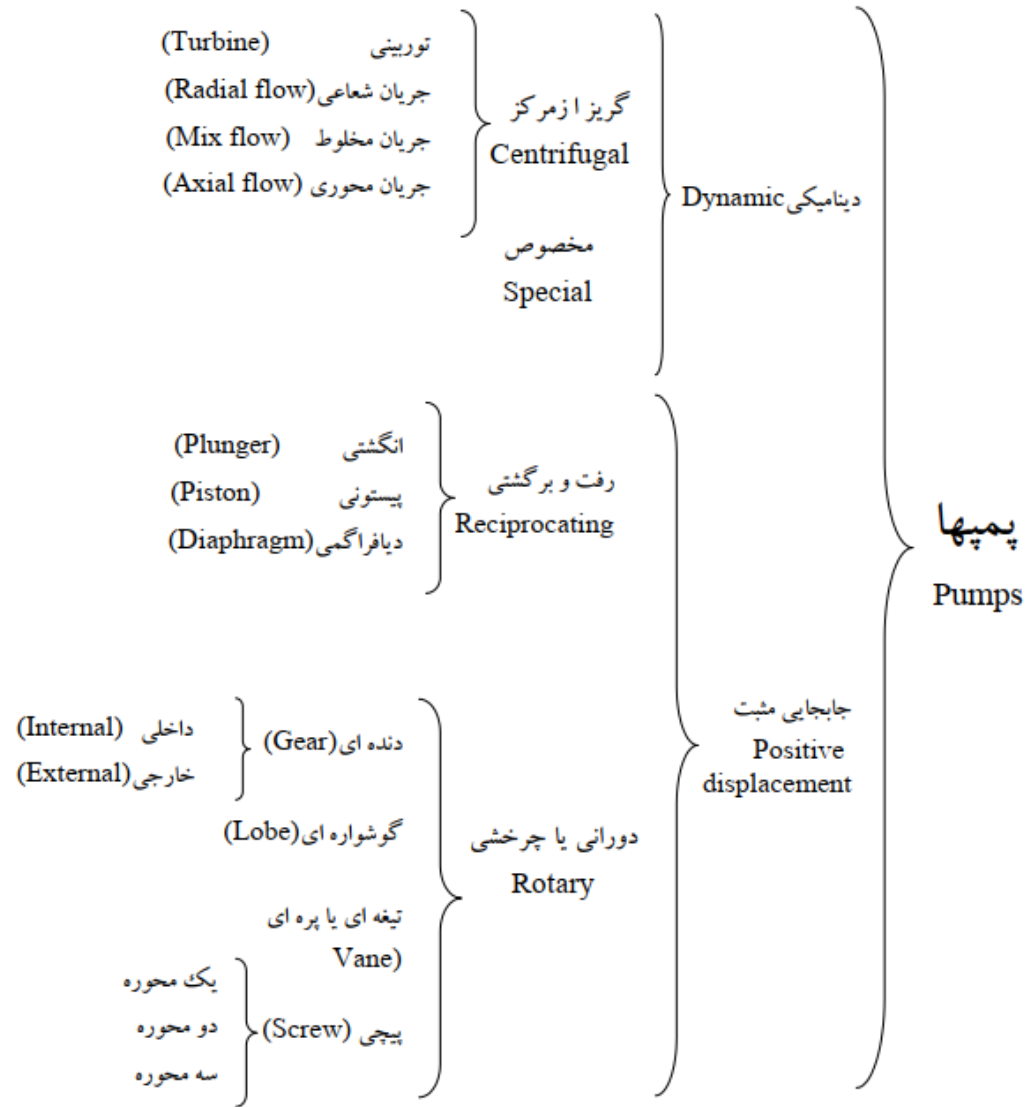 پمپها
Pumps
دینامیکی Dynamic
گریز ا زمرکز
Centrifugal
توربینی (Turbine)
جریان شعاعی (Radial flow)
جریان مخلوط (Mix flow)
جریان محوری (Axial flow)
مخصوص
Special
جابجایی مثبت
Positive
displacement
رفت و برگشتی
Reciprocating
انگشتی (Plunger)
پیستونی (Piston)
دیافراگمی (Diaphragm)
دورانی یا چرخشی
Rotary
دنده ای (Gear)
داخلی (Internal)
خارجی (External)
گوشواره ای (Lobe)
تیغه ای یا پره ای
Vane)
پیچی (Screw)
یک محوره
دو محوره
سه محوره